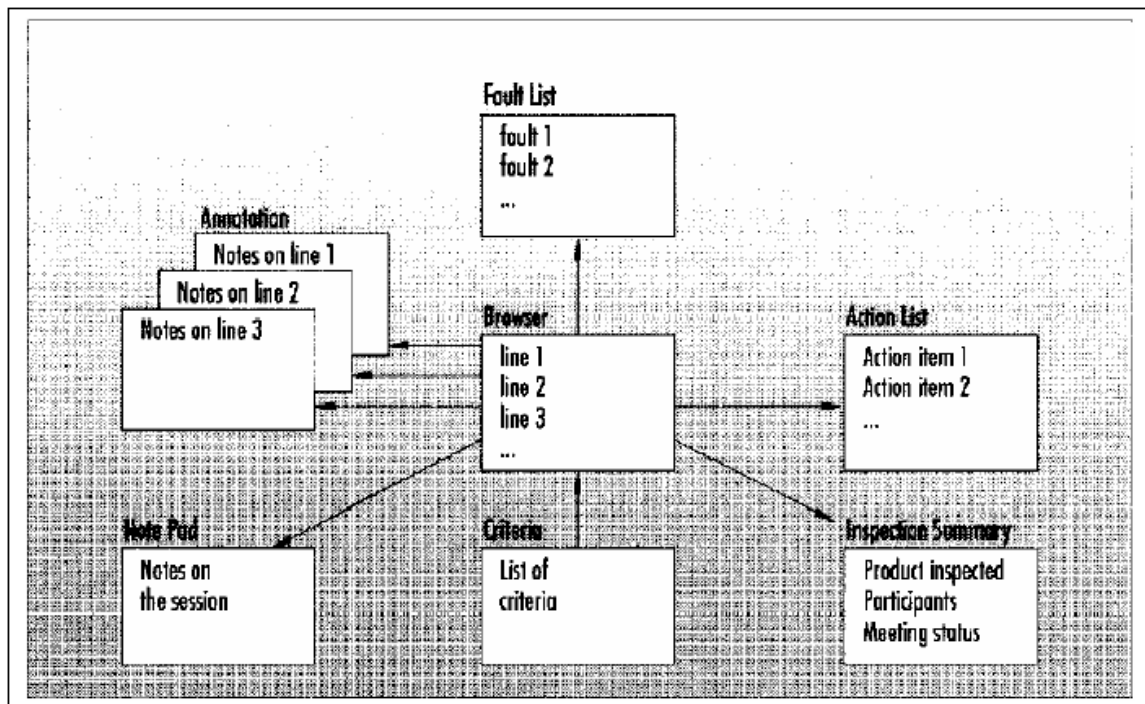 Fault List
fault 1
fault 2
...
Annotation
Notes on line 1
Notes on line 2
Notes on line 3
Browser
line 1
line 2
line 3
...
Action List
Action item 1
Action item 2
...
Note Pad
Notes on
the session
Criteria
List of
criteria
Inspection Summary
Product inspected
Participants
Meeting status